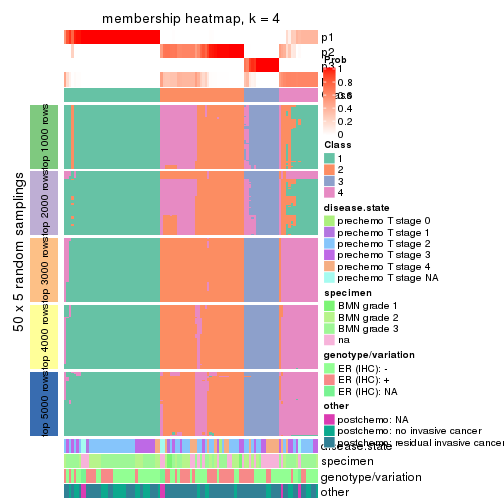 membership heatmap, k = 4
p1
p2
p3
Prob
1
0.8
0.6
0.4
0.2
0
Class
1
2
3
4
disease.state
prechemo T stage 0
prechemo T stage 1
prechemo T stage 2
prechemo T stage 3
prechemo T stage 4
prechemo T stage NA
specimen
BMN grade 1
BMN grade 2
BMN grade 3
na
genotype/variation
ER (IHC): -
ER (IHC): +
ER (IHC): NA
other
postchemo: NA
postchemo: no invasive cancer
postchemo: residual invasive cancer
disease.state
specimen
genotype/variation
other
50 x 5 random samplings
top 1000 rows
top 2000 rows
top 3000 rows
top 4000 rows
top 5000 rows